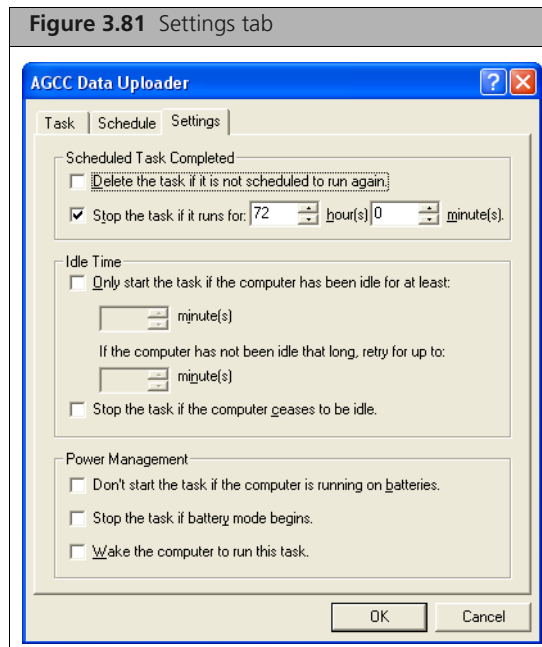 Figure 3.81 Settings tab
AGCC Data Uploader
Task Schedule Settings
Scheduled Task Completed
Delete the task if it is not scheduled to run again.
Stop the task if it runs for: 72 hour(s) 0 minute(s).
Idle Time
Only start the task if the computer has been idle for at least:
minute(s)
If the computer has not been idle that long, retry for up to:
minute(s)
Stop the task if the computer ceases to be idle.
Power Management
Don't start the task if the computer is running on batteries.
Stop the task if battery mode begins.
Wake the computer to run this task.
OK Cancel